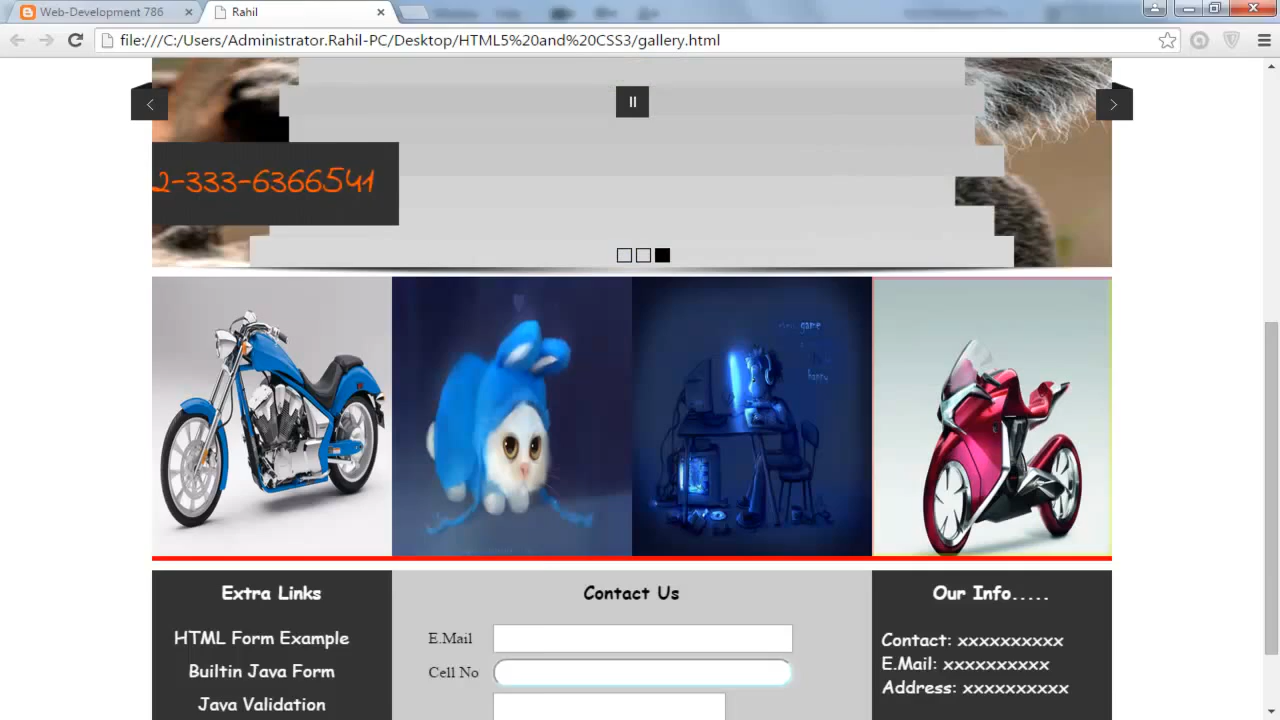 Web-Development 786
Rahil
file:///C:/Users/Administrator.Rahil-PC/Desktop/HTML5%20and%20CSS3/gallery.html
2-333-6366541
game
happy
Extra Links
HTML Form Example
Builtin Java Form
Java Validation
Contact Us
E.Mail
Cell No
Our Info.....
Contact: xxxxxxxxxx
E.Mail: xxxxxxxxxx
Address: xxxxxxxxxx